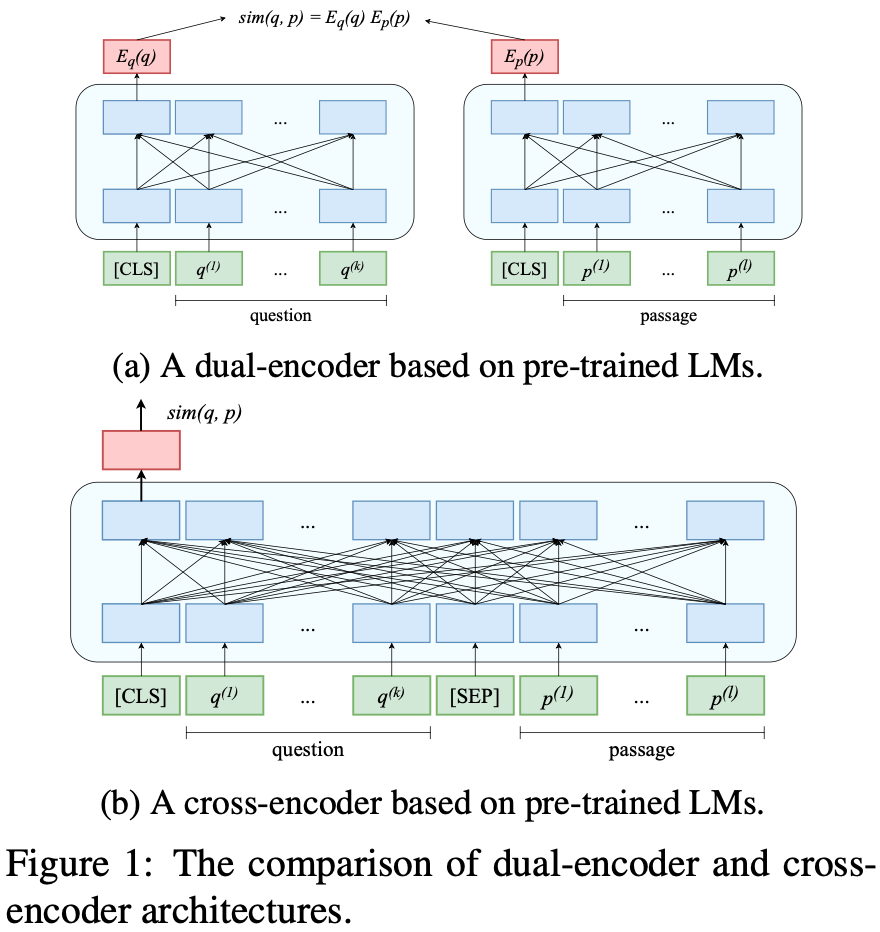 sim(q, p) = E_q(q) E_p(p)
E_q(q)
E_p(p)
...
...
...
...
[CLS] q^(1) ... q^(k)
[CLS] p^(1) ... p^(l)
question
passage
(a) A dual-encoder based on pre-trained LMs.
sim(q, p)
... ...
... ...
[CLS] q^(1) ... q^(k) [SEP] p^(1) ... p^(l)
question
passage
(b) A cross-encoder based on pre-trained LMs.
Figure 1: The comparison of dual-encoder and cross-
encoder architectures.